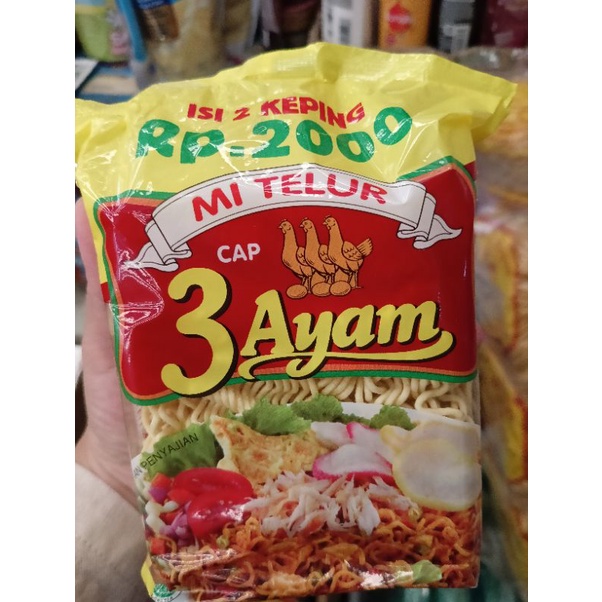 ISI 2 KEPING
Rp.2000
MI TELUR
CAP
3 Ayam
PENYAJIAN